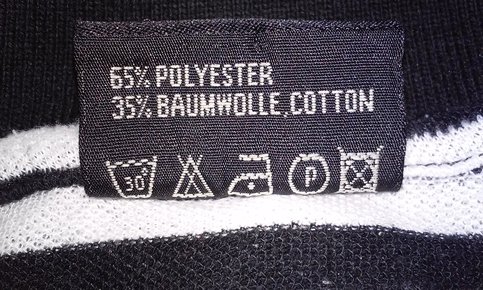 65% POLYESTER
35% BAUMWOLLE, COTTON
30° P